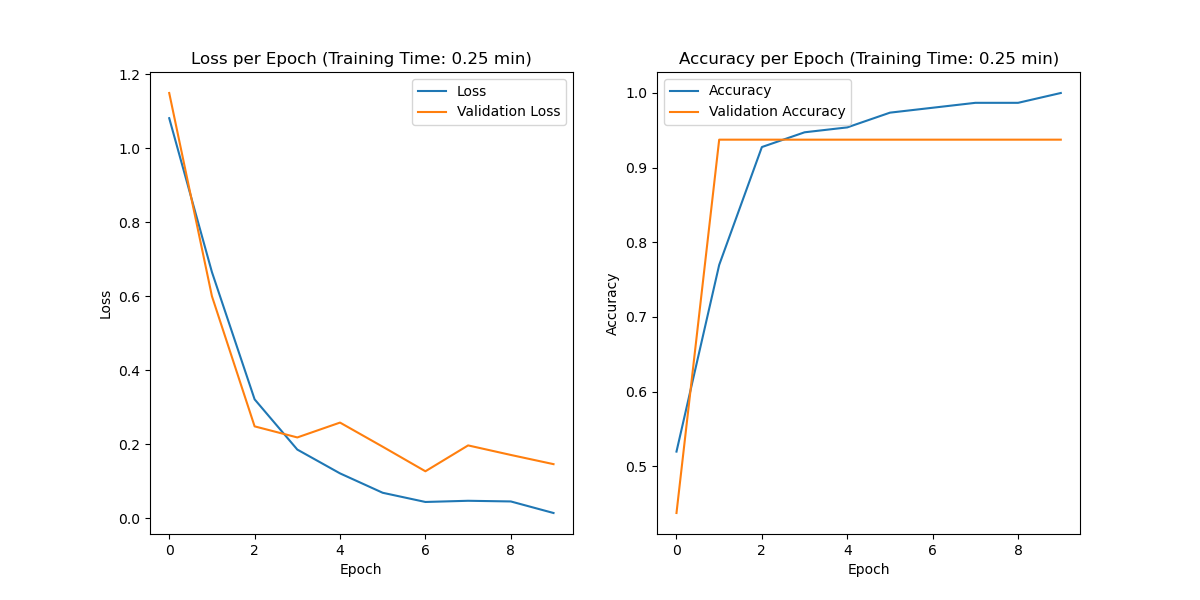 Loss per Epoch (Training Time: 0.25 min)
1.2
1.0
0.8
0.6
0.4
0.2
0.0
Loss
Loss
Validation Loss
0 2 4 6 8
Epoch
Accuracy per Epoch (Training Time: 0.25 min)
1.0
0.9
0.8
0.7
0.6
0.5
Accuracy
Accuracy
Validation Accuracy
0 2 4 6 8
Epoch